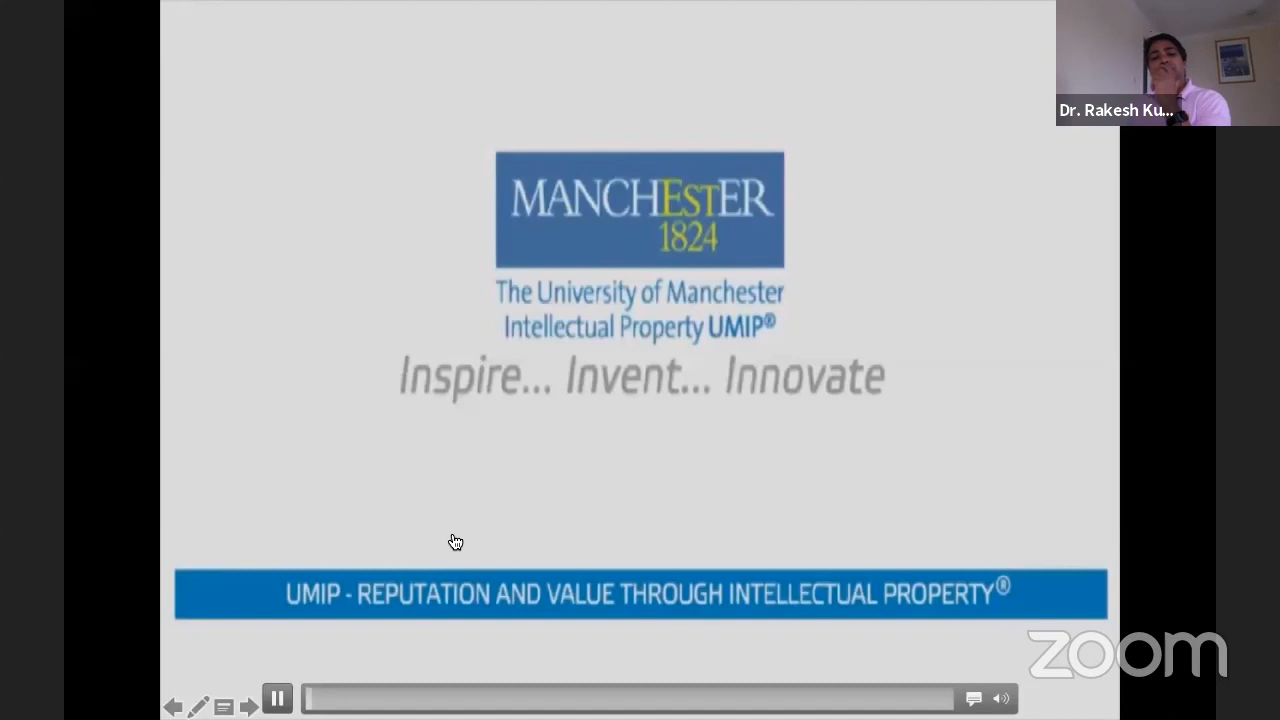 Dr. Rakesh Ku...
MANCHESTER
1824
The University of Manchester
Intellectual Property UMIP®
Inspire... Invent... Innovate
UMIP - REPUTATION AND VALUE THROUGH INTELLECTUAL PROPERTY®
zoom